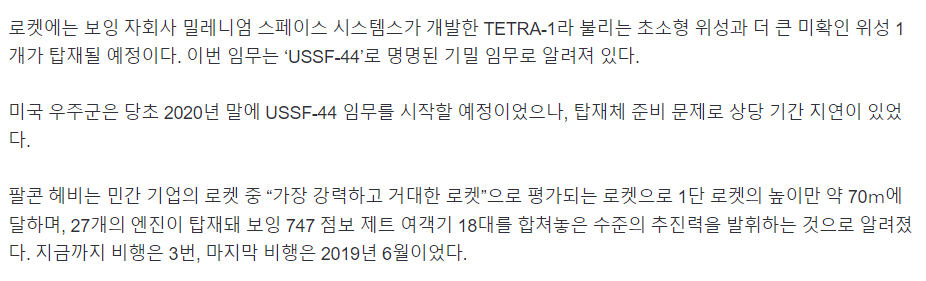 로켓에는 보잉 자회사 밀레니엄 스페이스 시스템스가 개발한 TETRA-1라 불리는 초소형 위성과 더 큰 미확인 위성 1
개가 탑재될 예정이다. 이번 임무는 ‘USSF-44’로 명명된 기밀 임무로 알려져 있다.
미국 우주군은 당초 2020년 말에 USSF-44 임무를 시작할 예정이었으나, 탑재체 준비 문제로 상당 기간 지연이 있었
다.
팔콘 헤비는 민간 기업의 로켓 중 “가장 강력하고 거대한 로켓”으로 평가되는 로켓으로 1단 로켓의 높이만 약 70m에
달하며, 27개의 엔진이 탑재돼 보잉 747 점보 제트 여객기 18대를 합쳐놓은 수준의 추진력을 발휘하는 것으로 알려졌
다. 지금까지 비행은 3번, 마지막 비행은 2019년 6월이었다.